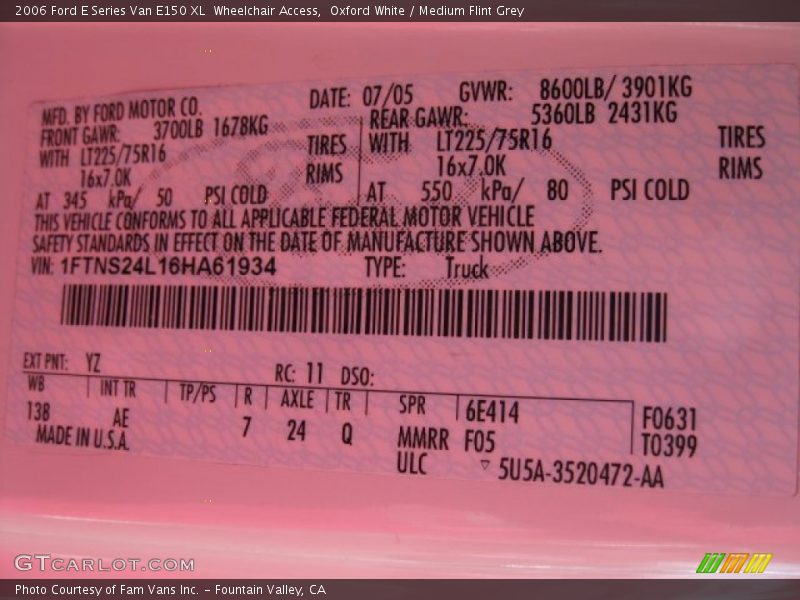 2006 Ford E Series Van E150 XL  Wheelchair Access,  Oxford White / Medium Flint Grey
MFD. BY FORD MOTOR CO. DATE: 07/05 GVWR: 8600LB/ 3901KG
FRONT GAWR: 3700LB 1678KG REAR GAWR: 5360LB 2431KG
WITH LT225/75R16 TIRES WITH LT225/75R16 TIRES
16x7.0K RIMS 16x7.0K RIMS
AT 345 kPa/ 50 PSI COLD AT 550 kPa/ 80 PSI COLD
THIS VEHICLE CONFORMS TO ALL APPLICABLE FEDERAL MOTOR VEHICLE
SAFETY STANDARDS IN EFFECT ON THE DATE OF MANUFACTURE SHOWN ABOVE.
VIN: 1FTNS24L16HA61934 TYPE: Truck
EXT PNT: YZ RC: 11 DSO:
WB INT TR TP/PS R AXLE TR SPR 6E414 F0631
138 AE 7 24 Q MMRR F05 T0399
MADE IN U.S.A. ULC ▽ 5U5A-3520472-AA
GTCARLOT.COM
Photo Courtesy of Fam Vans Inc. – Fountain Valley, CA